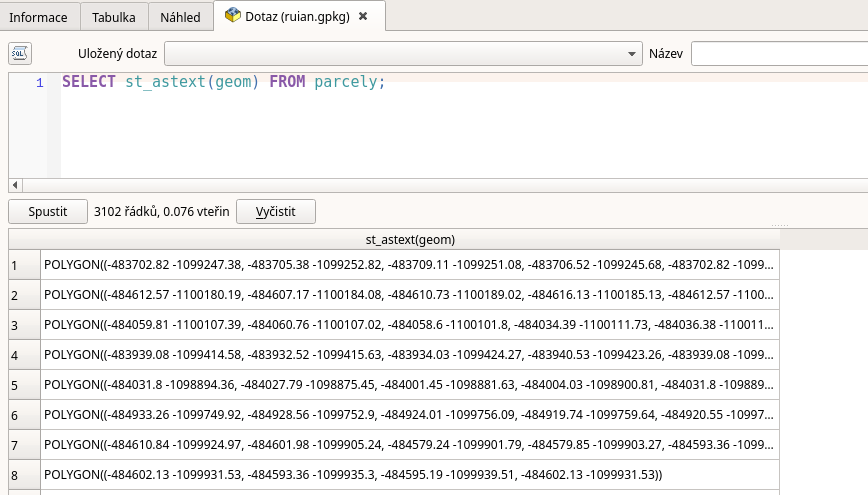 Informace Tabulka Náhled Dotaz (ruian.gpkg) ✖
SQL Uložený dotaz Název
1 SELECT st_astext(geom) FROM parcely;
Spustit 3102 řádků, 0.076 vteřin Vyčistit
st_astext(geom)
1 POLYGON((-483702.82 -1099247.38, -483705.38 -1099252.82, -483709.11 -1099251.08, -483706.52 -1099245.68, -483702.82 -1099...
2 POLYGON((-484612.57 -1100180.19, -484607.17 -1100184.08, -484610.73 -1100189.02, -484616.13 -1100185.13, -484612.57 -1100...
3 POLYGON((-484059.81 -1100107.39, -484060.76 -1100107.02, -484058.6 -1100101.8, -484034.39 -1100111.73, -484036.38 -110011...
4 POLYGON((-483939.08 -1099414.58, -483932.52 -1099415.63, -483934.03 -1099424.27, -483940.53 -1099423.26, -483939.08 -1099...
5 POLYGON((-484031.8 -1098894.36, -484027.79 -1098875.45, -484001.45 -1098881.63, -484004.03 -1098900.81, -484031.8 -109889...
6 POLYGON((-484933.26 -1099749.92, -484928.56 -1099752.9, -484924.01 -1099756.09, -484919.74 -1099759.64, -484920.55 -10997...
7 POLYGON((-484610.84 -1099924.97, -484601.98 -1099905.24, -484579.24 -1099901.79, -484579.85 -1099903.27, -484593.36 -1099...
8 POLYGON((-484602.13 -1099931.53, -484593.36 -1099935.3, -484595.19 -1099939.51, -484602.13 -1099931.53))